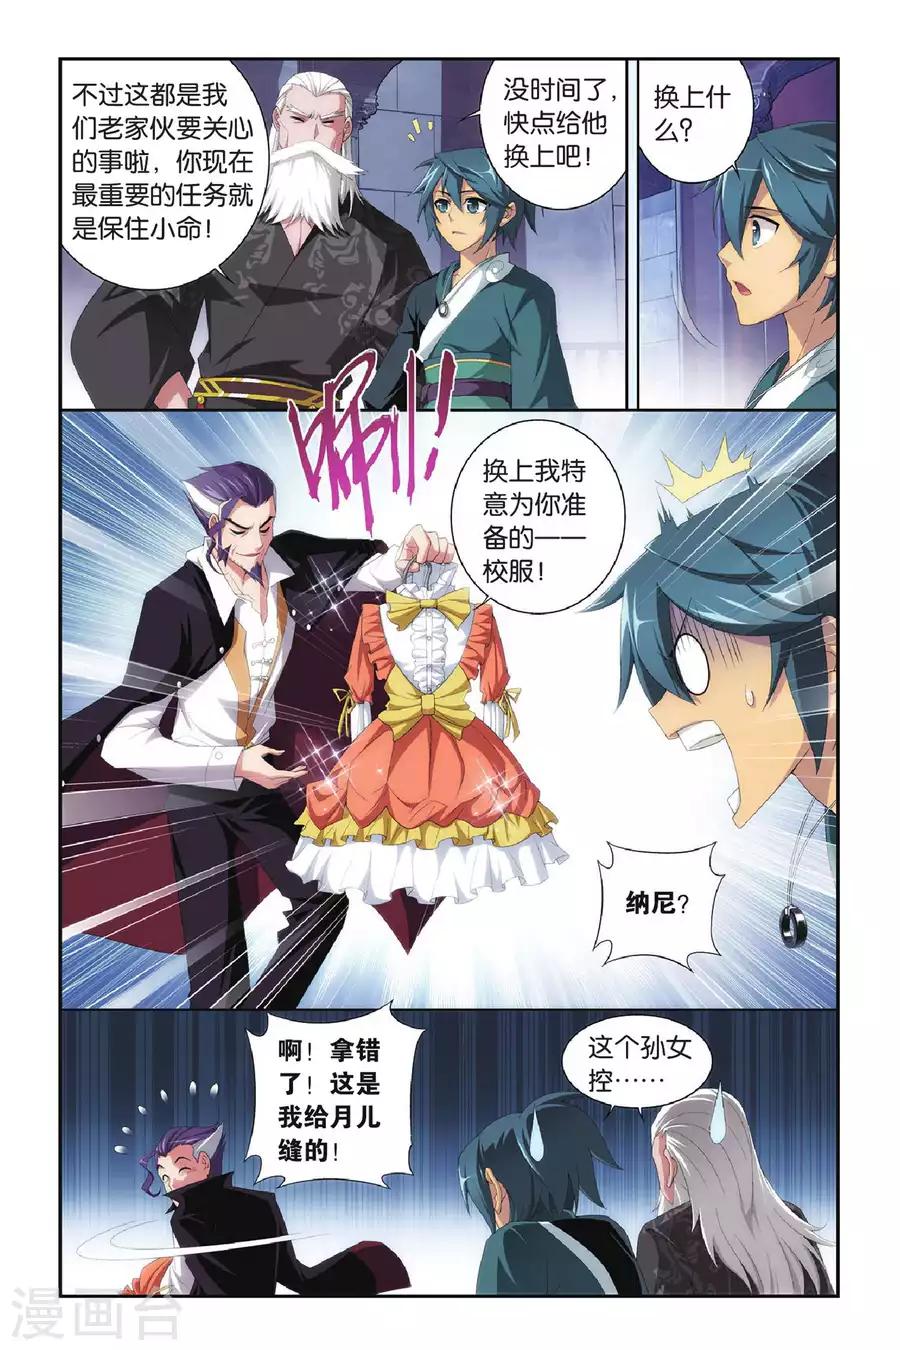 不过这都是我
们老家伙要关心
的事啦，你现在
最重要的任务就
是保住小命！
没时间了，
快点给他
换上吧！
换上什
么？
唰！
换上我特
意为你准
备的——
校服！
纳尼？
啊！拿错
了！这是
我给月儿
缝的！
这个孙女
控……
漫画台